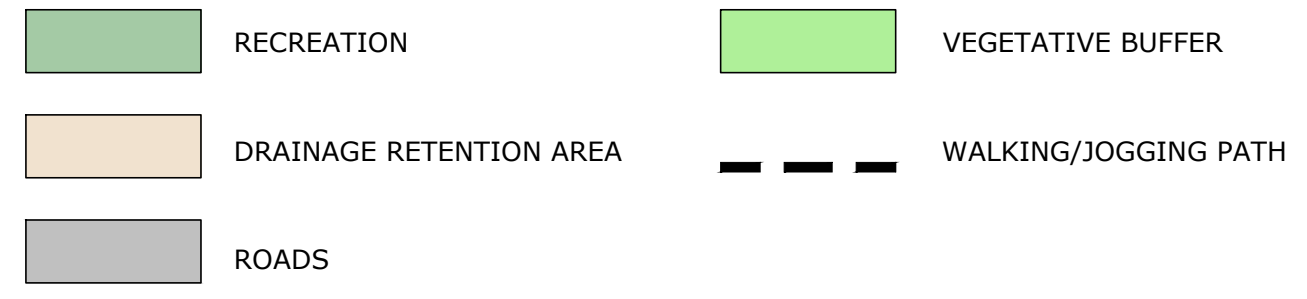 RECREATION
VEGETATIVE BUFFER
DRAINAGE RETENTION AREA
WALKING/JOGGING PATH
ROADS